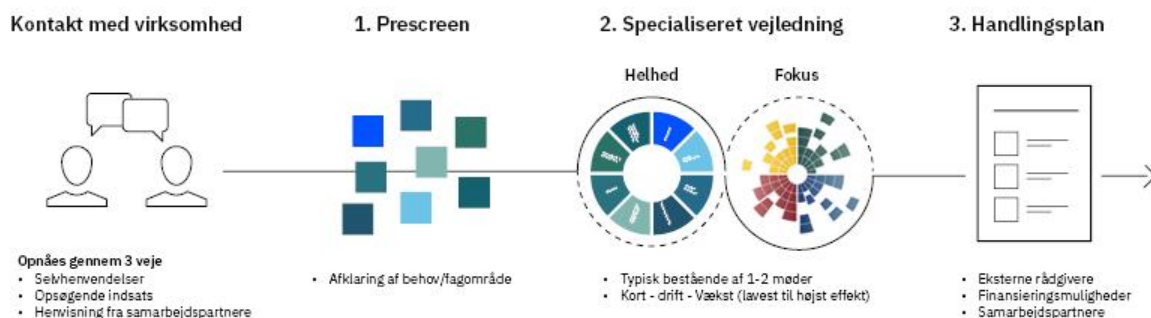 Kontakt med virksomhed
1. Prescreen
2. Specialiseret vejledning
3. Handlingsplan
Helhed
Fokus
Opnåes gennem 3 veje
• Selvhenvendelser
• Opsøgende indsats
• Henvisning fra samarbejdspartnere
• Afklaring af behov/fagområde
• Typisk bestående af 1-2 møder
• Kort - drift - Vækst (lavest til højst effekt)
• Eksterne rådgivere
• Finansieringsmuligheder
• Samarbejdspartnere